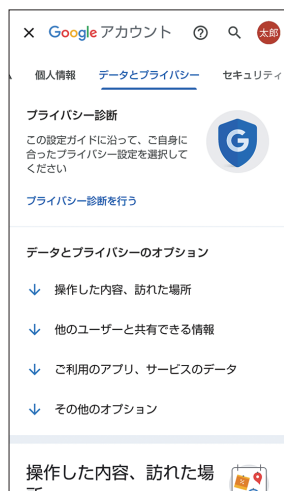 Google アカウント
太郎
個人情報 データとプライバシー セキュリティ
プライバシー診断
この設定ガイドに沿って、ご自身に
合ったプライバシー設定を選択して
ください
G
プライバシー診断を行う
データとプライバシーのオプション
操作した内容、訪れた場所
他のユーザーと共有できる情報
ご利用のアプリ、サービスのデータ
その他のオプション
操作した内容、訪れた場